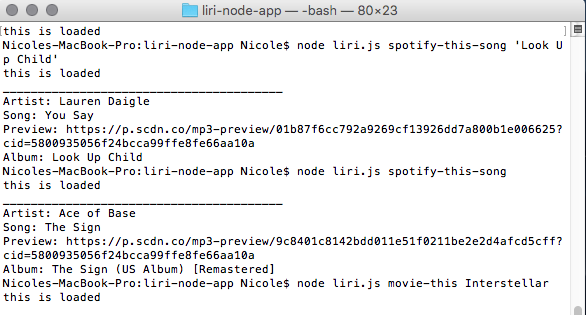 liri-node-app — -bash — 80×23
[this is loaded ]
Nicoles-MacBook-Pro:liri-node-app Nicole$ node liri.js spotify-this-song 'Look U
p Child'
this is loaded
________________________________________
Artist: Lauren Daigle
Song: You Say
Preview: https://p.scdn.co/mp3-preview/01b87f6cc792a9269cf13926dd7a800b1e006625?
cid=5800935056f24bcca99ffe8fe66aa10a
Album: Look Up Child
Nicoles-MacBook-Pro:liri-node-app Nicole$ node liri.js spotify-this-song
this is loaded
________________________________________
Artist: Ace of Base
Song: The Sign
Preview: https://p.scdn.co/mp3-preview/9c8401c8142bdd011e51f0211be2e2d4afcd5cff?
cid=5800935056f24bcca99ffe8fe66aa10a
Album: The Sign (US Album) [Remastered]
Nicoles-MacBook-Pro:liri-node-app Nicole$ node liri.js movie-this Interstellar
this is loaded